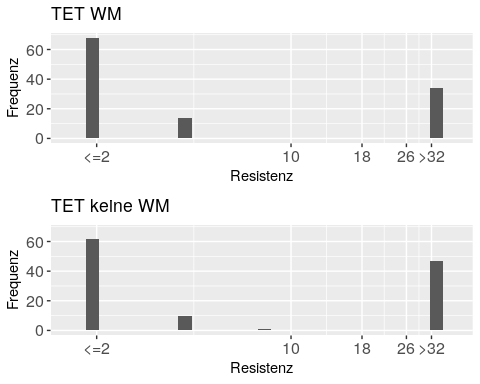 TET WM
Frequenz
60
40
20
0
<=2 10 18 26 >32
Resistenz
TET keIne WM
Frequenz
60
40
20
0
<=2 10 18 26 >32
Resistenz